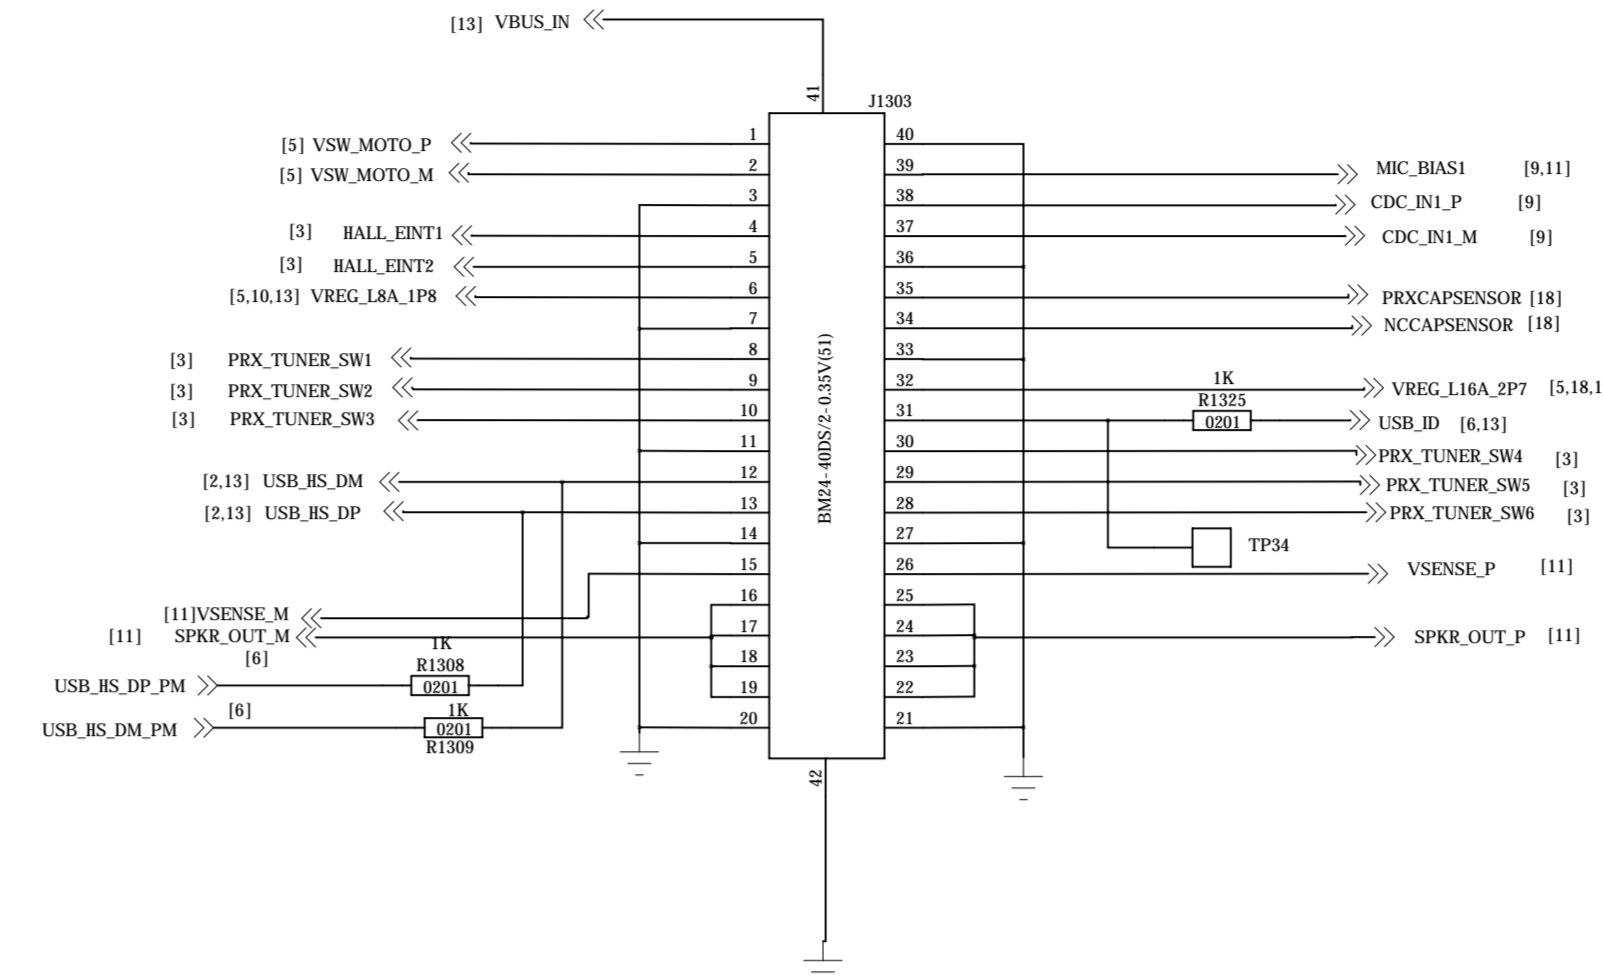 [13] VBUS_IN
41
J1303
1 40
[5] VSW_MOTO_P
2 39 MIC_BIAS1 [9,11]
[5] VSW_MOTO_M
3 38 CDC_IN1_P [9]
[3] HALL_EINT1 4 37 CDC_IN1_M [9]
[3] HALL_EINT2 5 36
[5,10,13] VREG_L8A_1P8 6 35 PRXCAPSENSOR [18]
7 34 NCCAPSENSOR [18]
[3] PRX_TUNER_SW1 8 33
[3] PRX_TUNER_SW2 9 32 1K VREG_L16A_2P7 [5,18,1
[3] PRX_TUNER_SW3 10 31 R1325 0201 USB_ID [6,13]
11 30 PRX_TUNER_SW4 [3]
[2,13] USB_HS_DM 12 29 PRX_TUNER_SW5 [3]
[2,13] USB_HS_DP 13 28 PRX_TUNER_SW6 [3]
BM24-40DS/2-0.35V(51)
14 27 TP34
15 26 VSENSE_P [11]
16 25
[11]VSENSE_M
[11] SPKR_OUT_M 17 24 SPKR_OUT_P [11]
1K
[6] 18 23
R1308
USB_HS_DP_PM 0201 19 22
[6] 1K
20 21
USB_HS_DM_PM 0201
R1309
42